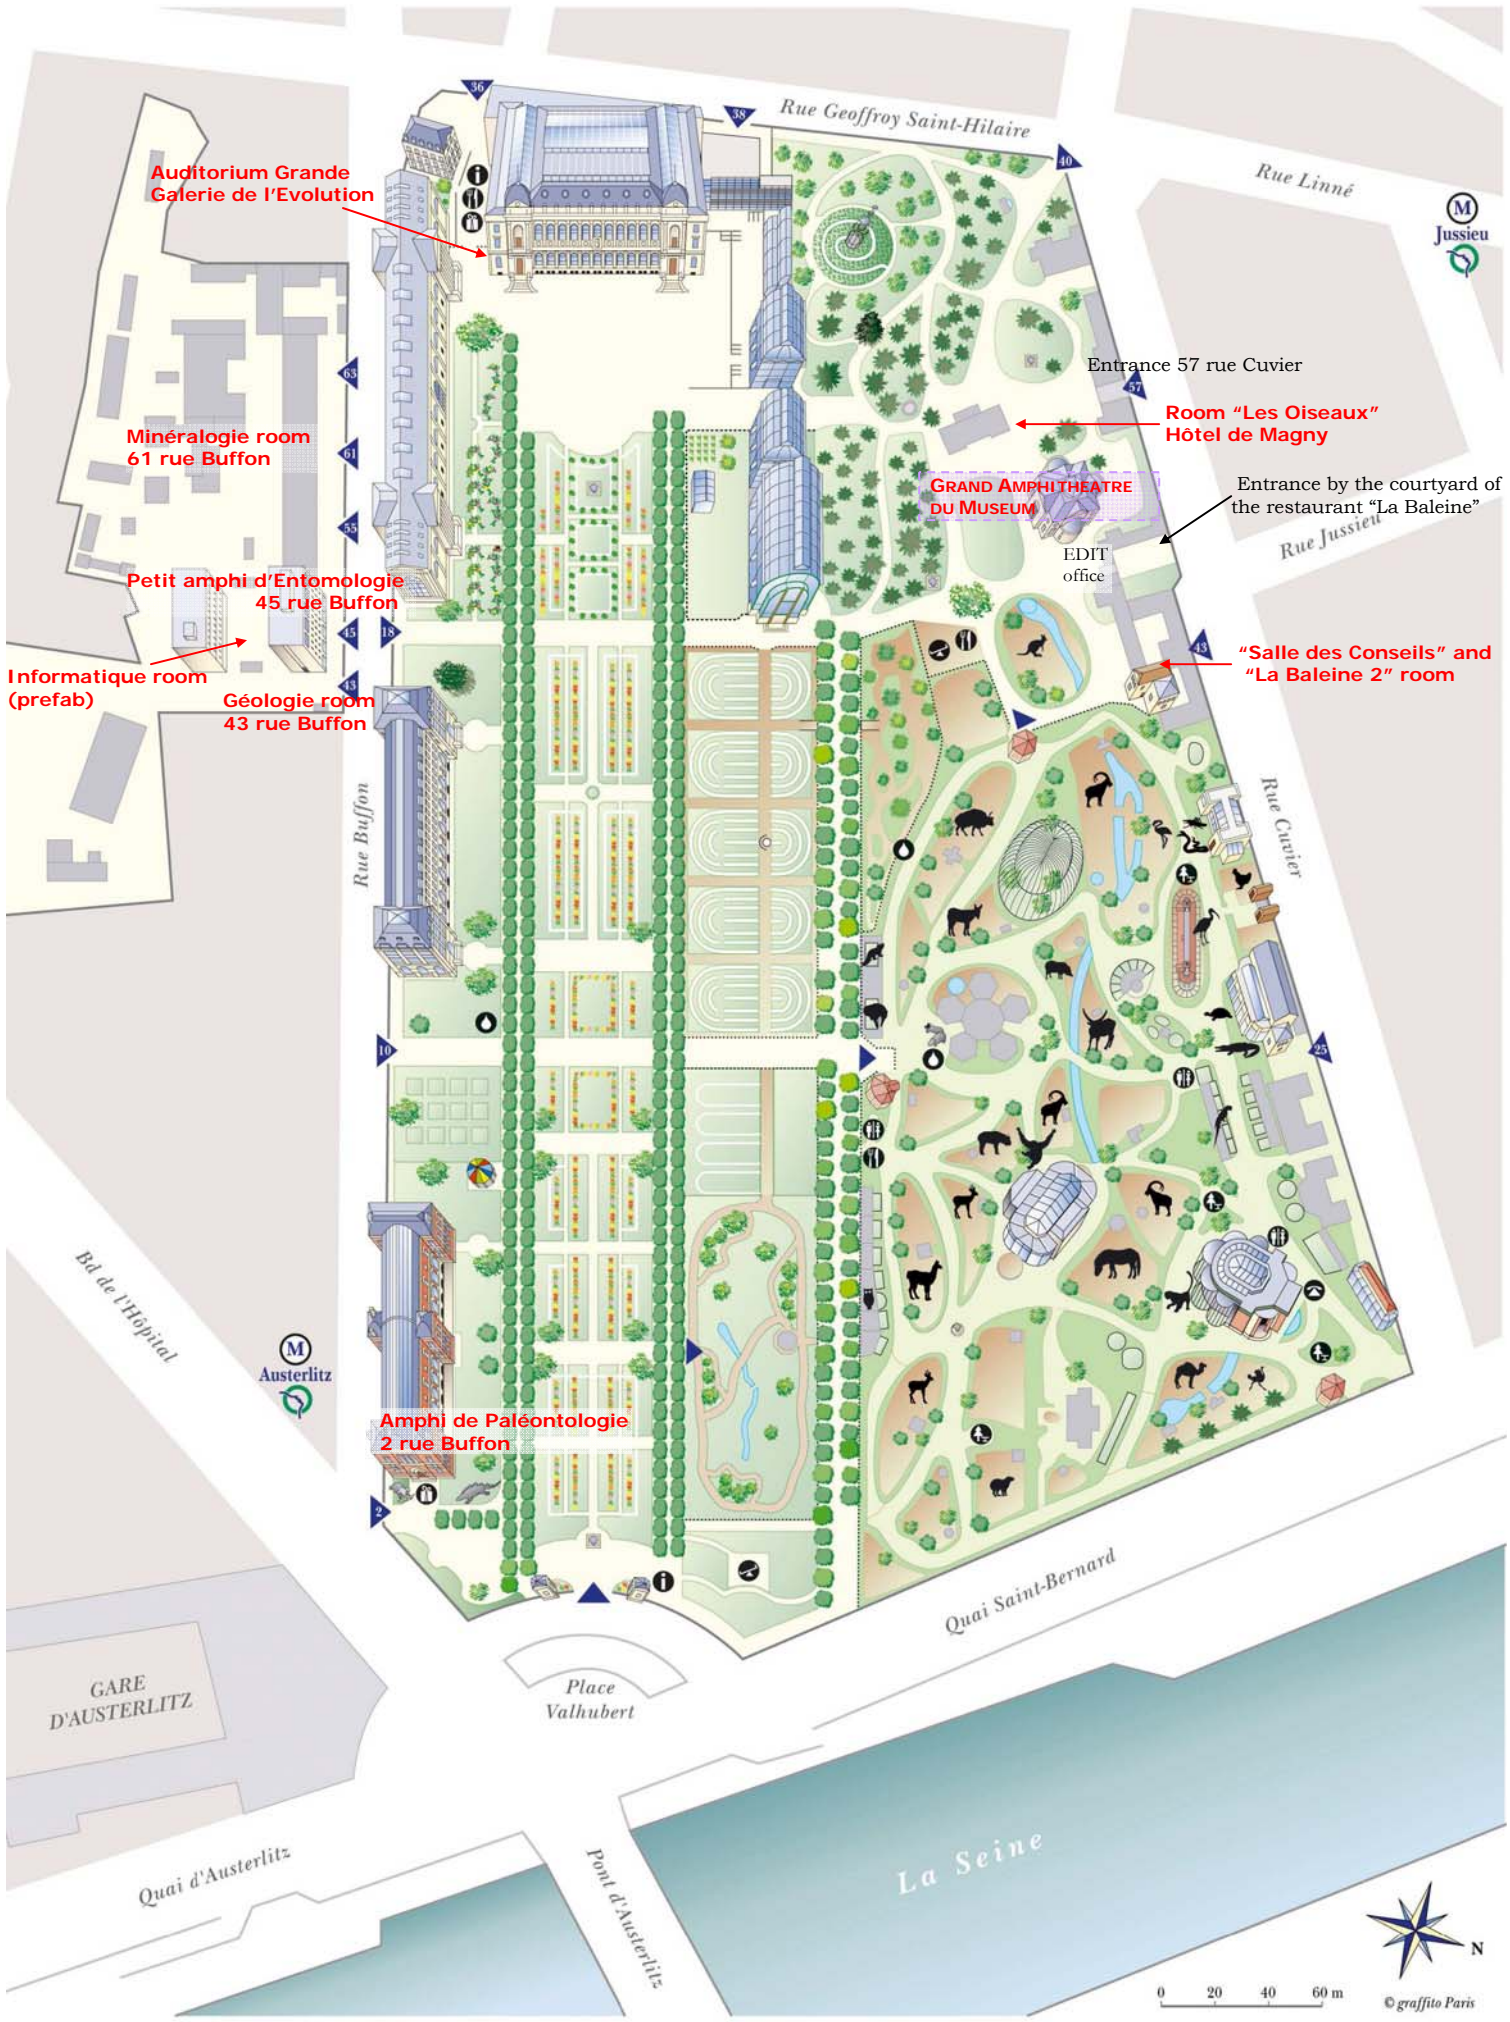 36
38
Rue Geoffroy Saint-Hilaire
40
Rue Linné
M
Jussieu
Auditorium Grande
Galerie de l'Evolution
i
63
Entrance 57 rue Cuvier
57
Room “Les Oiseaux”
Hôtel de Magny
Minéralogie room
61 rue Buffon
61
GRAND AMPHITHEATRE
DU MUSEUM
Entrance by the courtyard of
the restaurant “La Baleine”
55
Rue Jussieu
EDIT
office
Petit amphi d'Entomologie
45 rue Buffon
45
18
43
“Salle des Conseils” and
“La Baleine 2” room
Informatique room
(prefab)
43
Géologie room
43 rue Buffon
Rue Buffon
Rue Cuvier
10
25
Bd de l'Hôpital
M
Austerlitz
Amphi de Paléontologie
2 rue Buffon
2
i
Quai Saint-Bernard
GARE
D'AUSTERLITZ
Place
Valhubert
Quai d'Austerlitz
Pont d'Austerlitz
La Seine
N
0 20 40 60 m
© graffito Paris